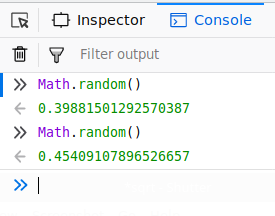 Inspector Console
Filter output
Math.random()
0.39881501292570387
Math.random()
0.45409107896526657